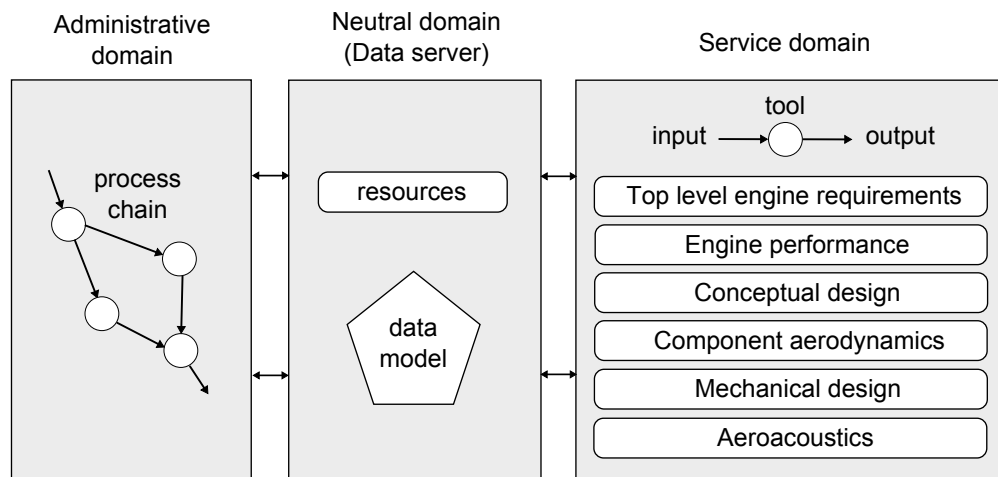 Administrative
domain
process
chain
Neutral domain
(Data server)
resources
data
model
Service domain
tool
input
output
Top level engine requirements
Engine performance
Conceptual design
Component aerodynamics
Mechanical design
Aeroacoustics